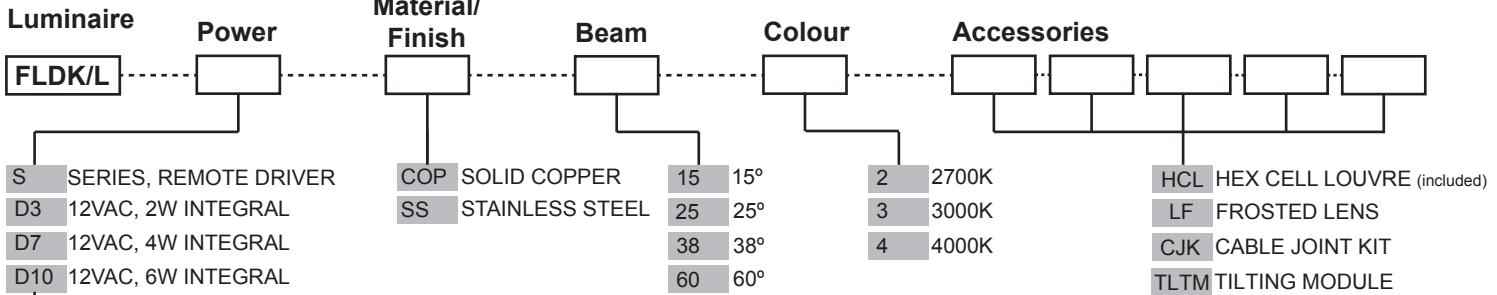 Luminaire
Power
Material/
Finish
Beam
Colour
Accessories
FLDK/L
S SERIES, REMOTE DRIVER
D3 12VAC, 2W INTEGRAL
D7 12VAC, 4W INTEGRAL
D10 12VAC, 6W INTEGRAL
COP SOLID COPPER
SS STAINLESS STEEL
15 15º
25 25º
38 38º
60 60º
2 2700K
3 3000K
4 4000K
HCL HEX CELL LOUVRE (included)
LF FROSTED LENS
CJK CABLE JOINT KIT
TLTM TILTING MODULE